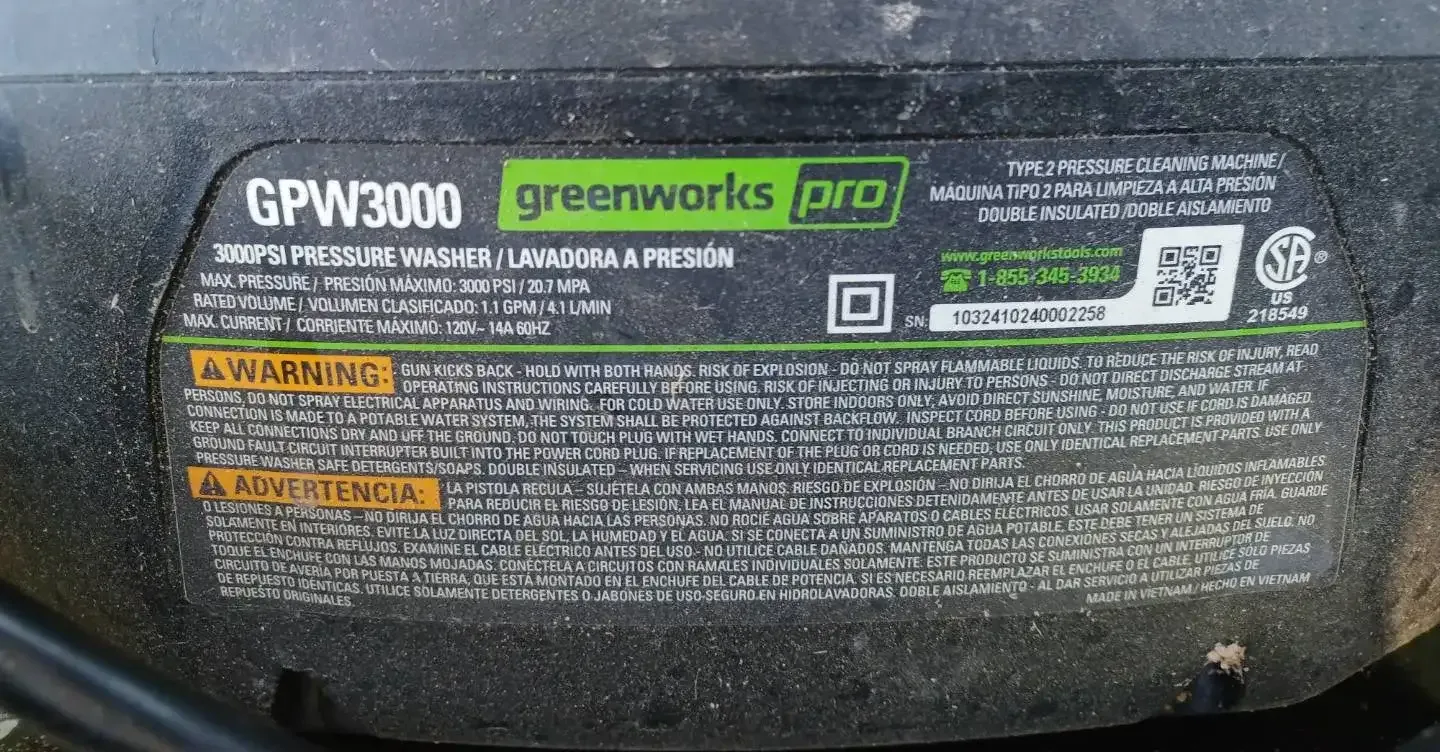 GPW3000
greenworks pro
TYPE 2 PRESSURE CLEANING MACHINE/
MÁQUINA TIPO 2 PARA LIMPIEZA A ALTA PRESIÓN
DOUBLE INSULATED /DOBLE AISLAMIENTO
3000PSI PRESSURE WASHER / LAVADORA A PRESIÓN
MAX. PRESSURE / PRESIÓN MÁXIMO: 3000 PSI / 20.7 MPA
RATED VOLUME / VOLUMEN CLASIFICADO: 1.1 GPM / 4.1 L/MIN
MAX. CURRENT / CORRIENTE MÁXIMO: 120V~ 14A 60HZ
www.greenworkstools.com
1-855-345-3934
SN: 1032410240002258
SA ®
US
218549
WARNING: GUN KICKS BACK - HOLD WITH BOTH HANDS. RISK OF EXPLOSION - DO NOT SPRAY FLAMMABLE LIQUIDS. TO REDUCE THE RISK OF INJURY, READ
OPERATING INSTRUCTIONS CAREFULLY BEFORE USING. RISK OF INJECTING OR INJURY TO PERSONS - DO NOT DIRECT DISCHARGE STREAM AT
PERSONS, DO NOT SPRAY ELECTRICAL APPARATUS AND WIRING. FOR COLD WATER USE ONLY. STORE INDOORS ONLY, AVOID DIRECT SUNSHINE, MOISTURE, AND WATER. IF
CONNECTION IS MADE TO A POTABLE WATER SYSTEM, THE SYSTEM SHALL BE PROTECTED AGAINST BACKFLOW. INSPECT CORD BEFORE USING - DO NOT USE IF CORD IS DAMAGED.
KEEP ALL CONNECTIONS DRY AND OFF THE GROUND. DO NOT TOUCH PLUG WITH WET HANDS. CONNECT TO INDIVIDUAL BRANCH CIRCUIT ONLY. THIS PRODUCT IS PROVIDED WITH A
GROUND FAULT CIRCUIT INTERRUPTER BUILT INTO THE POWER CORD PLUG. IF REPLACEMENT OF THE PLUG OR CORD IS NEEDED, USE ONLY IDENTICAL REPLACEMENT PARTS. USE ONLY
PRESSURE WASHER SAFE DETERGENTS/SOAPS. DOUBLE INSULATED – WHEN SERVICING USE ONLY IDENTICAL REPLACEMENT PARTS.
ADVERTENCIA: LA PISTOLA RECULA – SUJÉTELA CON AMBAS MANOS. RIESGO DE EXPLOSIÓN – NO DIRIJA EL CHORRO DE AGUA HACIA LÍQUIDOS INFLAMABLES
PARA REDUCIR EL RIESGO DE LESIÓN, LEA EL MANUAL DE INSTRUCCIONES DETENIDAMENTE ANTES DE USAR LA UNIDAD. RIESGO DE INYECCIÓN
O LESIONES A PERSONAS – NO DIRIJA EL CHORRO DE AGUA HACIA LAS PERSONAS. NO ROCIÉ AGUA SOBRE APARATOS O CABLES ELÉCTRICOS. USAR SOLAMENTE CON AGUA FRÍA. GUARDE
SOLAMENTE EN INTERIORES. EVITE LA LUZ DIRECTA DEL SOL, LA HUMEDAD Y EL AGUA. SI SE CONECTA A UN SUMINISTRO DE AGUA POTABLE, ÉSTE DEBE TENER UN SISTEMA DE
PROTECCIÓN CONTRA REFLUJOS. EXAMINE EL CABLE ELÉCTRICO ANTES DEL USO - NO UTILICE CABLE DAÑADOS. MANTENGA TODAS LAS CONEXIONES SECAS Y ALEJADAS DEL SUELO. NO
TOQUE EL ENCHUFE CON LAS MANOS MOJADAS. CONÉCTELA A CIRCUITOS CON RAMALES INDIVIDUALES SOLAMENTE. ESTE PRODUCTO SE SUMINISTRA CON UN INTERRUPTOR DE
CIRCUITO DE AVERÍA POR PUESTA A TIERRA, QUE ESTÁ MONTADO EN EL ENCHUFE DEL CABLE DE POTENCIA. SI ES NECESARIO REEMPLAZAR EL ENCHUFE O EL CABLE, UTILICE SÓLO PIEZAS
DE REPUESTO IDÉNTICAS. UTILICE SOLAMENTE DETERGENTES O JABONES DE USO SEGURO EN HIDROLAVADORAS. DOBLE AISLAMIENTO - AL DAR SERVICIO A UTILIZAR PIEZAS DE
REPUESTO ORIGINALES.
MADE IN VIETNAM / HECHO EN VIETNAM